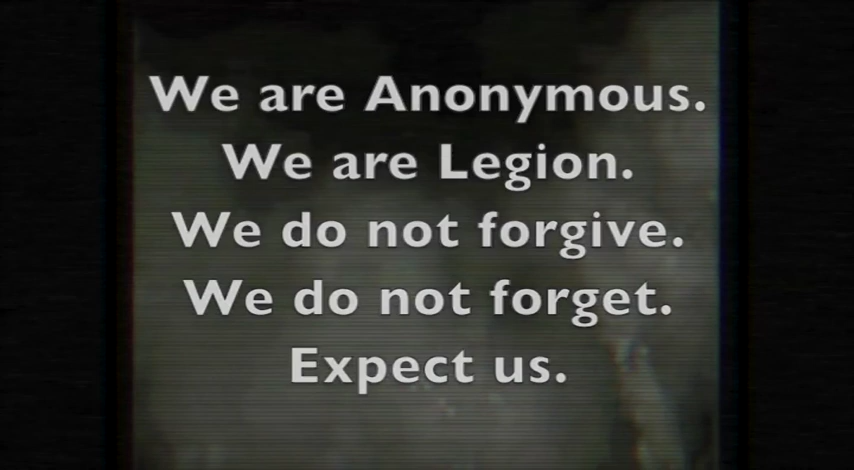 We are Anonymous.
We are Legion.
We do not forgive.
We do not forget.
Expect us.